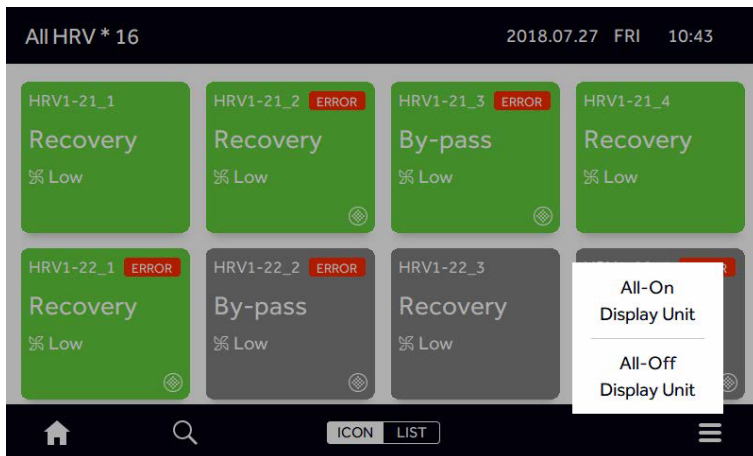 All HRV * 16
2018.07.27 FRI 10:43
HRV1-21_1
Recovery
Low
HRV1-21_2 ERROR
Recovery
Low
HRV1-21_3 ERROR
By-pass
Low
HRV1-21_4
Recovery
Low
HRV1-22_1 ERROR
Recovery
Low
HRV1-22_2 ERROR
By-pass
Low
HRV1-22_3
Recovery
Low
All-On
Display Unit
All-Off
Display Unit
ICON LIST